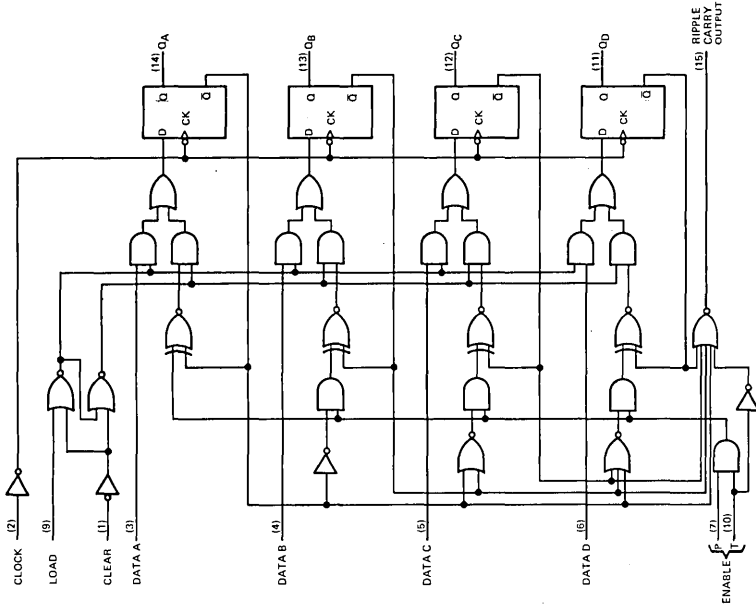 CLOCK (2)
LOAD (9)
CLEAR (1)
DATA A (3)
DATA B (4)
DATA C (5)
DATA D (6)
ENABLE
P (7)
T (10)
D Q (14) QA
CK
Q̅
D Q (13) QB
CK
Q̅
D Q (12) QC
CK
Q̅
D Q (11) QD
CK
Q̅
(15) RIPPLE
CARRY
OUTPUT